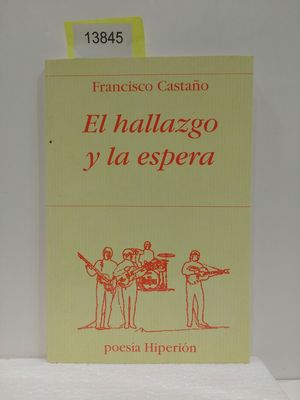 13845
Francisco Castaño
El hallazgo
y la espera
poesía Hiperión